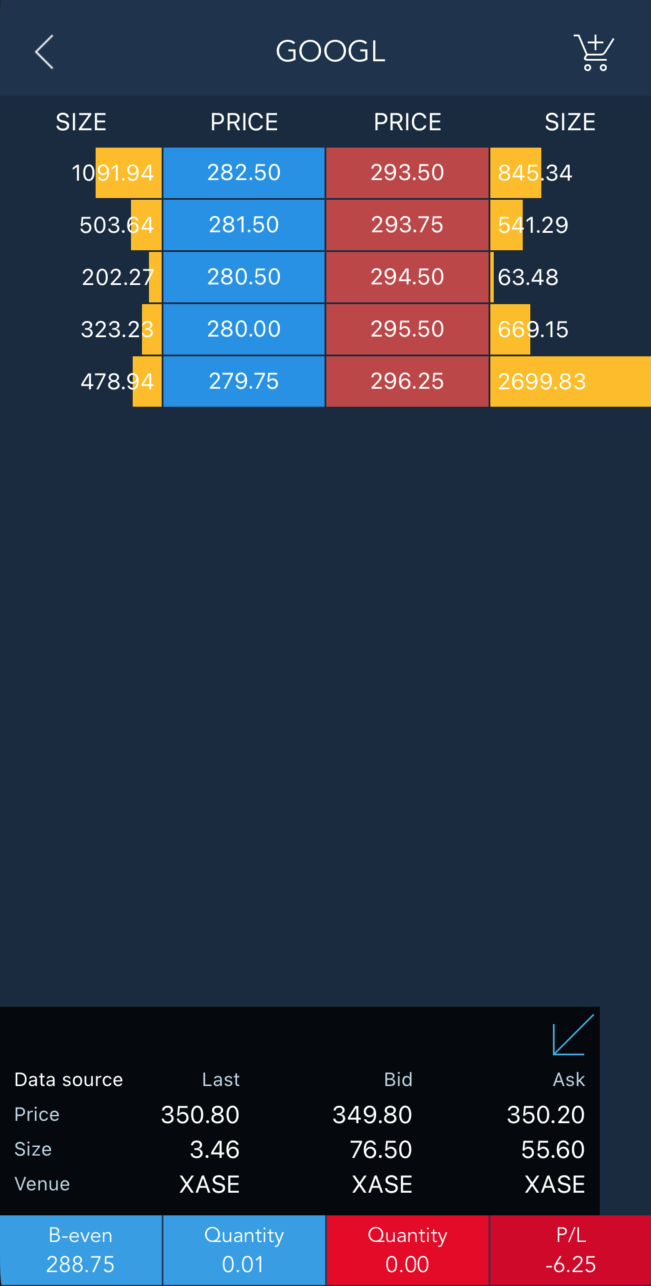 GOOGL
SIZE PRICE PRICE SIZE
1091.94 282.50 293.50 845.34
503.64 281.50 293.75 541.29
202.27 280.50 294.50 63.48
323.23 280.00 295.50 669.15
478.94 279.75 296.25 2699.83
Data source Last Bid Ask
Price 350.80 349.80 350.20
Size 3.46 76.50 55.60
Venue XASE XASE XASE
B-even Quantity Quantity P/L
288.75 0.01 0.00 -6.25